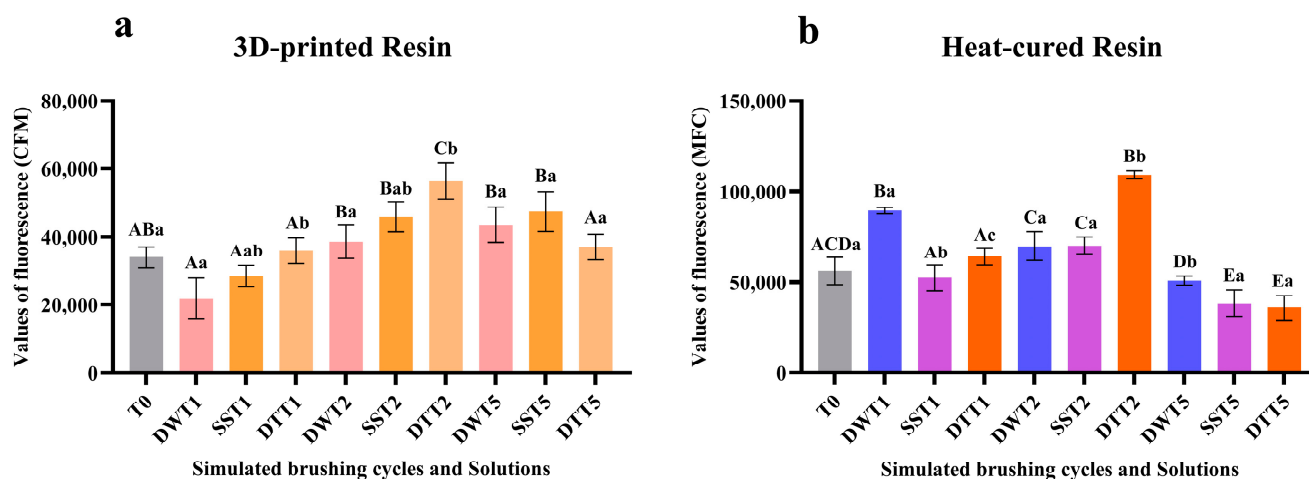 a
3D-printed Resin
Values of fluorescence (CFM)
80,000
60,000
40,000
20,000
0
ABa
Aa
Aab
Ab
Ba
Bab
Cb
Ba
Ba
Aa
T0
DWT1
SST1
DTT1
DWT2
SST2
DTT2
DWT5
SST5
DTT5
Simulated brushing cycles and Solutions
b
Heat-cured Resin
Values of fluorescence (MFC)
150,000
100,000
50,000
0
ACDa
Ba
Ab
Ac
Ca
Ca
Bb
Db
Ea
Ea
T0
DWT1
SST1
DTT1
DWT2
SST2
DTT2
DWT5
SST5
DTT5
Simulated brushing cycles and Solutions